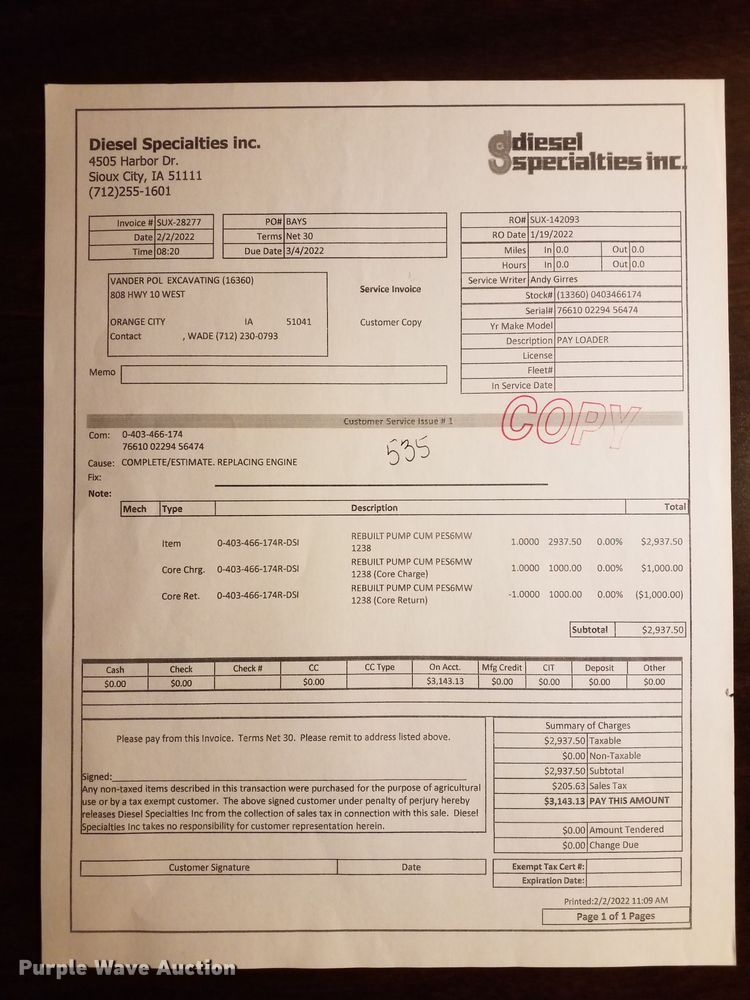 Diesel Specialties inc.
4505 Harbor Dr.
Sioux City, IA 51111
(712)255-1601
diesel
specialties inc.
Invoice # SUX-28277
Date 2/2/2022
Time 08:20
PO# BAYS
Terms Net 30
Due Date 3/4/2022
RO# SUX-142093
RO Date 1/19/2022
Miles In 0.0 Out 0.0
Hours In 0.0 Out 0.0
Service Writer Andy Girres
Stock# (13360) 0403466174
Serial# 76610 02294 56474
Yr Make Model
Description PAY LOADER
License
Fleet#
In Service Date
VANDER POL EXCAVATING (16360)
808 HWY 10 WEST
ORANGE CITY IA 51041
Contact , WADE (712) 230-0793
Service Invoice
Customer Copy
Memo
COPY
Customer Service Issue # 1
Com: 0-403-466-174
76610 02294 56474
535
Cause: COMPLETE/ESTIMATE. REPLACING ENGINE
Fix:
Note:
Mech Type Description Total
Item 0-403-466-174R-DSI REBUILT PUMP CUM PES6MW 1.0000 2937.50 0.00% $2,937.50
1238
Core Chrg. 0-403-466-174R-DSI REBUILT PUMP CUM PES6MW 1.0000 1000.00 0.00% $1,000.00
1238 (Core Charge)
Core Ret. 0-403-466-174R-DSI REBUILT PUMP CUM PES6MW -1.0000 1000.00 0.00% ($1,000.00)
1238 (Core Return)
Subtotal $2,937.50
Cash Check Check # CC CC Type On Acct. Mfg Credit CIT Deposit Other
$0.00 $0.00 $0.00 $3,143.13 $0.00 $0.00 $0.00 $0.00
Please pay from this Invoice. Terms Net 30. Please remit to address listed above.
Signed:
Any non-taxed items described in this transaction were purchased for the purpose of agricultural
use or by a tax exempt customer. The above signed customer under penalty of perjury hereby
releases Diesel Specialties Inc from the collection of sales tax in connection with this sale. Diesel
Specialties Inc takes no responsibility for customer representation herein.
Summary of Charges
$2,937.50 Taxable
$0.00 Non-Taxable
$2,937.50 Subtotal
$205.63 Sales Tax
$3,143.13 PAY THIS AMOUNT
$0.00 Amount Tendered
$0.00 Change Due
Customer Signature Date
Exempt Tax Cert #:
Expiration Date:
Printed:2/2/2022 11:09 AM
Page 1 of 1 Pages
Purple Wave Auction